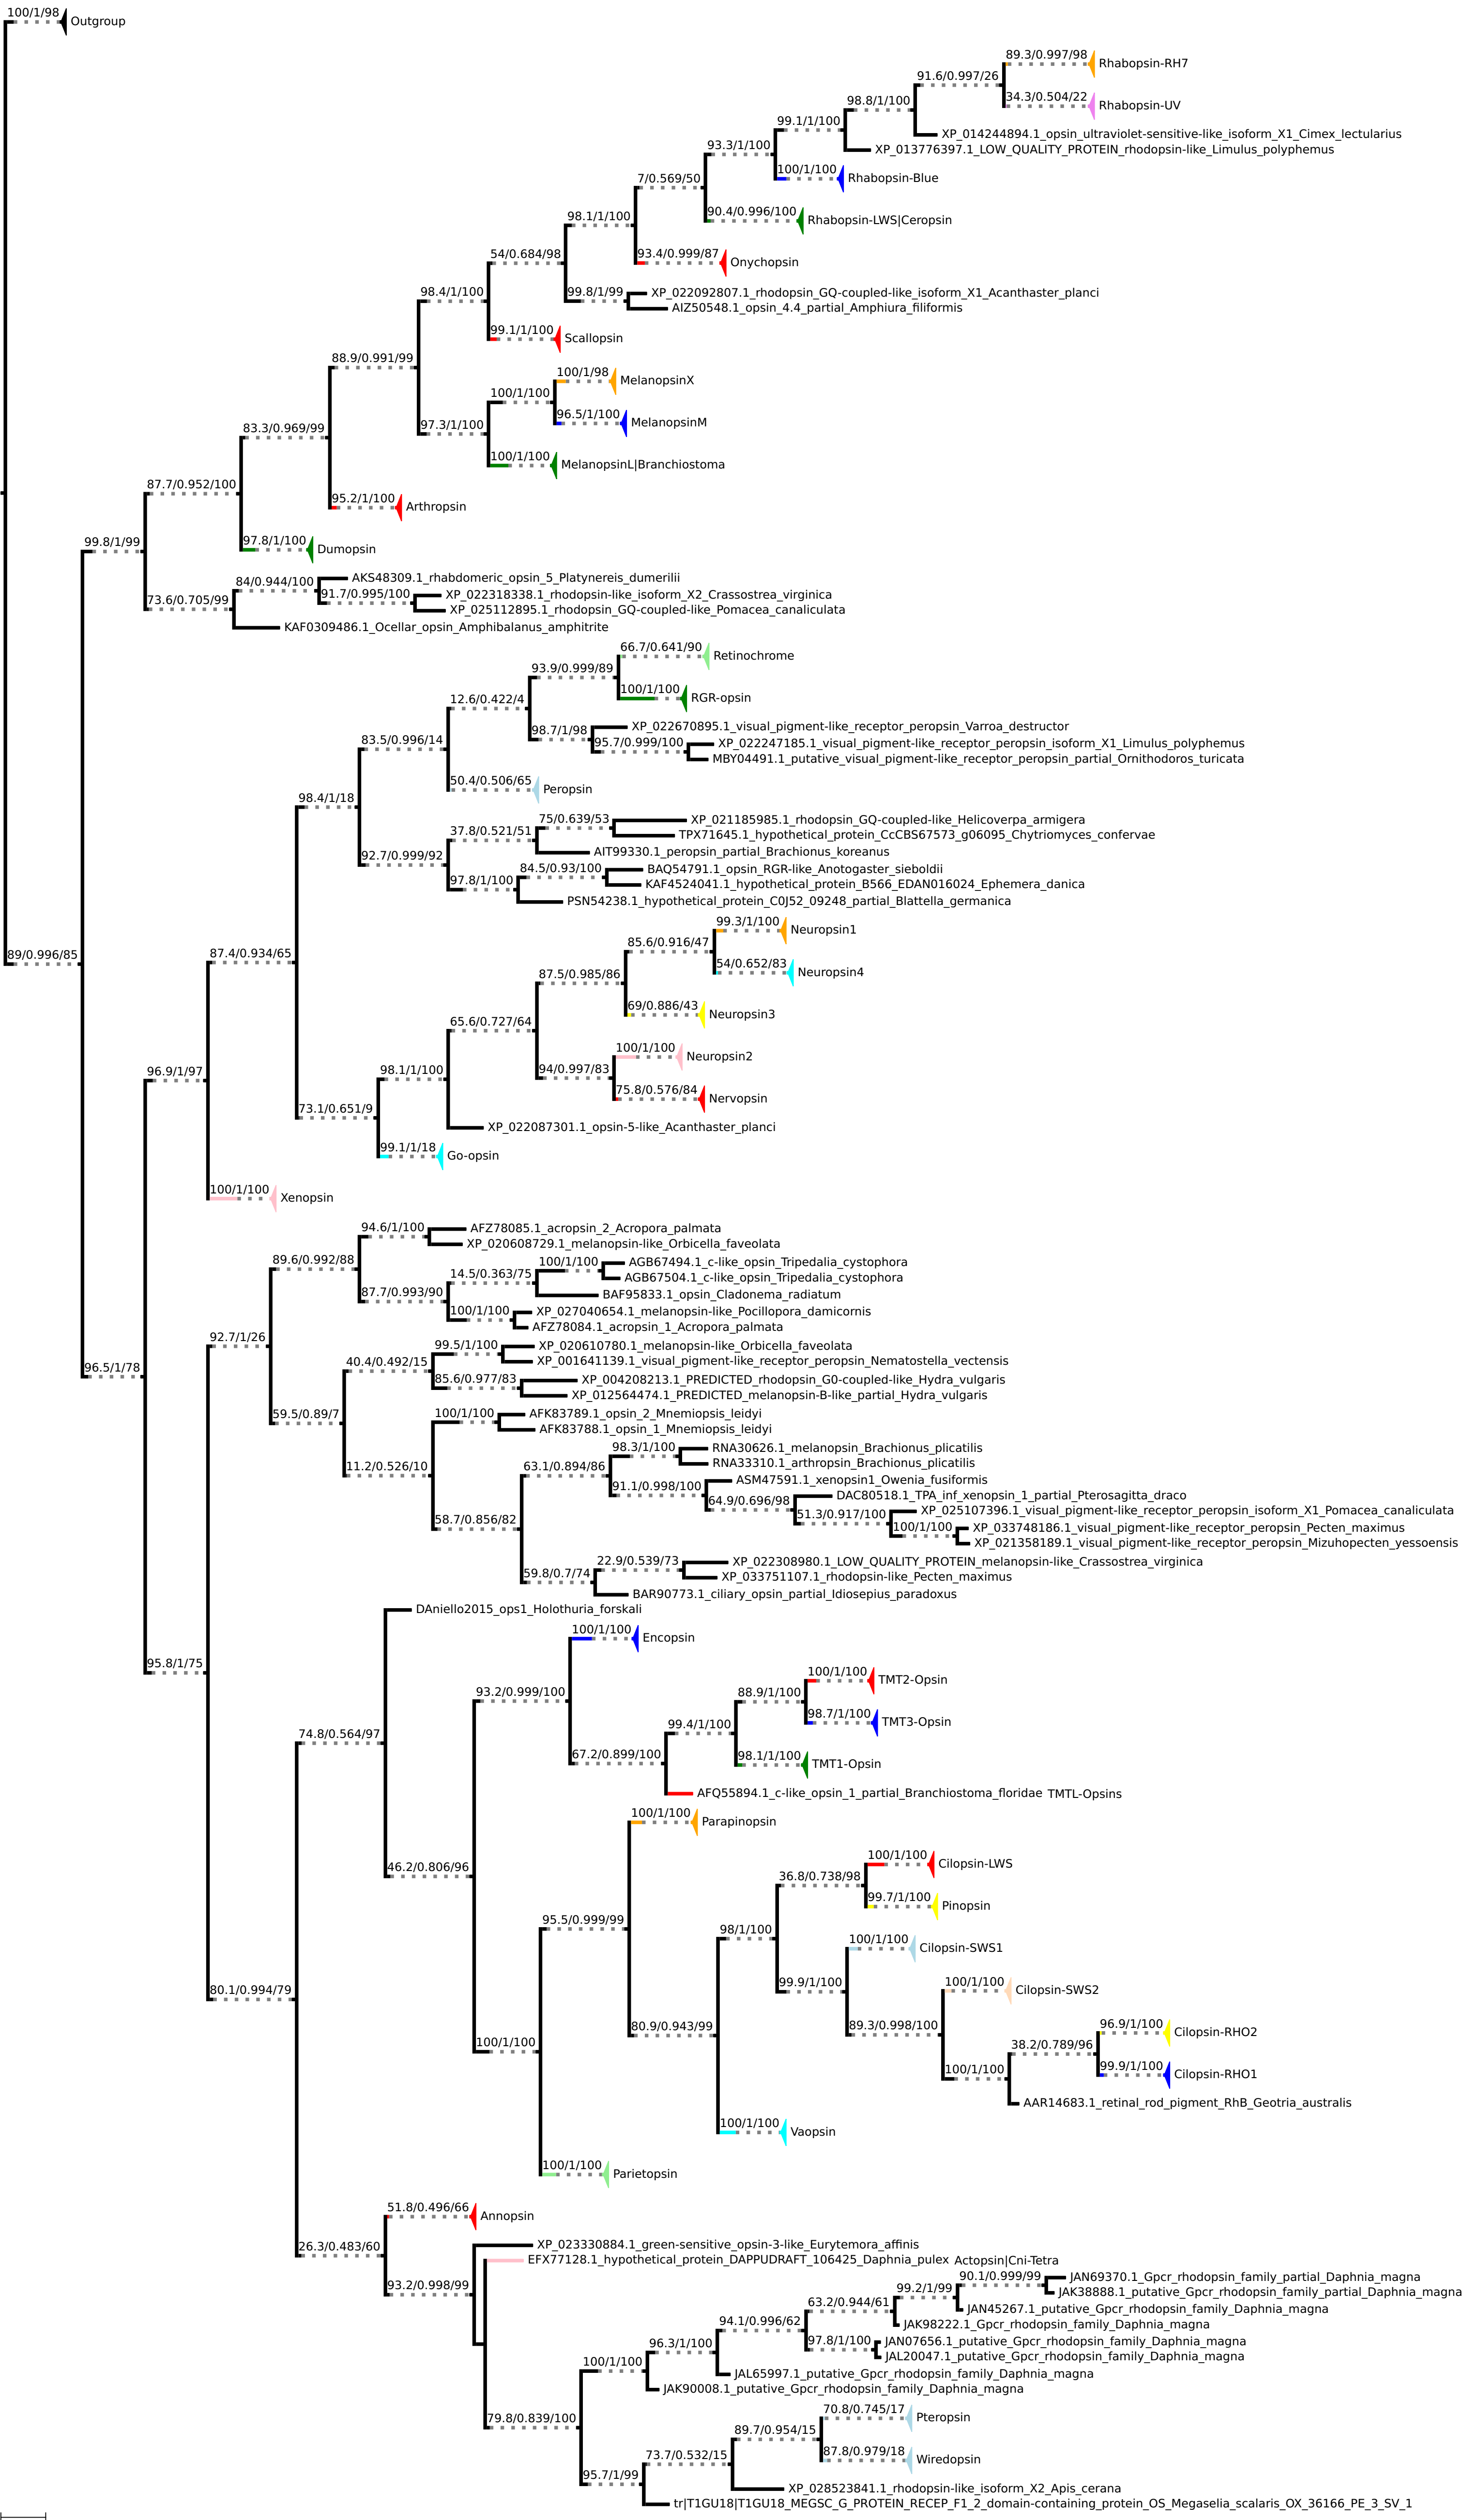 100/1/98 Outgroup
89.3/0.997/98 Rhabopsin-RH7
91.6/0.997/26
34.3/0.504/22 Rhabopsin-UV
98.8/1/100
XP_014244894.1_opsin_ultraviolet-sensitive-like_isoform_X1_Cimex_lectularius
99.1/1/100
XP_013776397.1_LOW_QUALITY_PROTEIN_rhodopsin-like_Limulus_polyphemus
93.3/1/100
100/1/100 Rhabopsin-Blue
7/0.569/50
90.4/0.996/100 Rhabopsin-LWS|Ceropsin
98.1/1/100
93.4/0.999/87 Onychopsin
54/0.684/98
99.8/1/99 XP_022092807.1_rhodopsin_GQ-coupled-like_isoform_X1_Acanthaster_planci
AIZ50548.1_opsin_4.4_partial_Amphiura_filiformis
98.4/1/100
99.1/1/100 Scallopsin
88.9/0.991/99
100/1/98 MelanopsinX
100/1/100
96.5/1/100 MelanopsinM
97.3/1/100
100/1/100 MelanopsinL|Branchiostoma
83.3/0.969/99
95.2/1/100 Arthropsin
87.7/0.952/100
97.8/1/100 Dumopsin
99.8/1/99
84/0.944/100 AKS48309.1_rhabdomeric_opsin_5_Platynereis_dumerilii
91.7/0.995/100 XP_022318338.1_rhodopsin-like_isoform_X2_Crassostrea_virginica
73.6/0.705/99 XP_025112895.1_rhodopsin_GQ-coupled-like_Pomacea_canaliculata
KAF0309486.1_Ocellar_opsin_Amphibalanus_amphitrite
66.7/0.641/90 Retinochrome
93.9/0.999/89
100/1/100 RGR-opsin
12.6/0.422/4
98.7/1/98 XP_022670895.1_visual_pigment-like_receptor_peropsin_Varroa_destructor
83.5/0.996/14 95.7/0.999/100 XP_022247185.1_visual_pigment-like_receptor_peropsin_isoform_X1_Limulus_polyphemus
MBY04491.1_putative_visual_pigment-like_receptor_peropsin_partial_Ornithodoros_turicata
50.4/0.506/65 Peropsin
98.4/1/18
75/0.639/53 XP_021185985.1_rhodopsin_GQ-coupled-like_Helicoverpa_armigera
37.8/0.521/51 TPX71645.1_hypothetical_protein_CcCBS67573_g06095_Chytriomyces_confervae
92.7/0.999/92 AIT99330.1_peropsin_partial_Brachionus_koreanus
84.5/0.93/100 BAQ54791.1_opsin_RGR-like_Anotogaster_sieboldii
97.8/1/100 KAF4524041.1_hypothetical_protein_B566_EDAN016024_Ephemera_danica
PSN54238.1_hypothetical_protein_C0J52_09248_partial_Blattella_germanica
99.3/1/100 Neuropsin1
85.6/0.916/47
89/0.996/85 87.4/0.934/65
54/0.652/83 Neuropsin4
87.5/0.985/86
69/0.886/43 Neuropsin3
65.6/0.727/64
100/1/100 Neuropsin2
96.9/1/97 98.1/1/100 94/0.997/83
75.8/0.576/84 Nervopsin
73.1/0.651/9
XP_022087301.1_opsin-5-like_Acanthaster_planci
99.1/1/18 Go-opsin
100/1/100 Xenopsin
94.6/1/100 AFZ78085.1_acropsin_2_Acropora_palmata
XP_020608729.1_melanopsin-like_Orbicella_faveolata
89.6/0.992/88
100/1/100 AGB67494.1_c-like_opsin_Tripedalia_cystophora
14.5/0.363/75 AGB67504.1_c-like_opsin_Tripedalia_cystophora
87.7/0.993/90 BAF95833.1_opsin_Cladonema_radiatum
100/1/100 XP_027040654.1_melanopsin-like_Pocillopora_damicornis
AFZ78084.1_acropsin_1_Acropora_palmata
92.7/1/26
99.5/1/100 XP_020610780.1_melanopsin-like_Orbicella_faveolata
96.5/1/78 40.4/0.492/15 XP_001641139.1_visual_pigment-like_receptor_peropsin_Nematostella_vectensis
85.6/0.977/83 XP_004208213.1_PREDICTED_rhodopsin_G0-coupled-like_Hydra_vulgaris
XP_012564474.1_PREDICTED_melanopsin-B-like_partial_Hydra_vulgaris
59.5/0.89/7
100/1/100 AFK83789.1_opsin_2_Mnemiopsis_leidyi
AFK83788.1_opsin_1_Mnemiopsis_leidyi
11.2/0.526/10
98.3/1/100 RNA30626.1_melanopsin_Brachionus_plicatilis
63.1/0.894/86 RNA33310.1_arthropsin_Brachionus_plicatilis
91.1/0.998/100 ASM47591.1_xenopsin1_Owenia_fusiformis
64.9/0.696/98 DAC80518.1_TPA_inf_xenopsin_1_partial_Pterosagitta_draco
51.3/0.917/100 XP_025107396.1_visual_pigment-like_receptor_peropsin_isoform_X1_Pomacea_canaliculata
58.7/0.856/82 100/1/100 XP_033748186.1_visual_pigment-like_receptor_peropsin_Pecten_maximus
XP_021358189.1_visual_pigment-like_receptor_peropsin_Mizuhopecten_yessoensis
22.9/0.539/73 XP_022308980.1_LOW_QUALITY_PROTEIN_melanopsin-like_Crassostrea_virginica
59.8/0.7/74 XP_033751107.1_rhodopsin-like_Pecten_maximus
BAR90773.1_ciliary_opsin_partial_Idiosepius_paradoxus
DAniello2015_ops1_Holothuria_forskali
95.8/1/75
100/1/100 Encopsin
100/1/100 TMT2-Opsin
93.2/0.999/100 88.9/1/100
98.7/1/100 TMT3-Opsin
74.8/0.564/97 99.4/1/100
67.2/0.899/100 98.1/1/100 TMT1-Opsin
AFQ55894.1_c-like_opsin_1_partial_Branchiostoma_floridae TMTL-Opsins
100/1/100 Parapinopsin
46.2/0.806/96
100/1/100 Cilopsin-LWS
36.8/0.738/98
99.7/1/100 Pinopsin
95.5/0.999/99 98/1/100
100/1/100 Cilopsin-SWS1
99.9/1/100
80.1/0.994/79 100/1/100 Cilopsin-SWS2
89.3/0.998/100
80.9/0.943/99
96.9/1/100 Cilopsin-RHO2
100/1/100 38.2/0.789/96
100/1/100 99.9/1/100 Cilopsin-RHO1
AAR14683.1_retinal_rod_pigment_RhB_Geotria_australis
100/1/100 Vaopsin
100/1/100 Parietopsin
51.8/0.496/66 Annopsin
26.3/0.483/60
XP_023330884.1_green-sensitive_opsin-3-like_Eurytemora_affinis
EFX77128.1_hypothetical_protein_DAPPUDRAFT_106425_Daphnia_pulex Actopsin|Cni-Tetra
93.2/0.998/99
90.1/0.999/99 JAN69370.1_Gpcr_rhodopsin_family_partial_Daphnia_magna
99.2/1/99 JAK38888.1_putative_Gpcr_rhodopsin_family_partial_Daphnia_magna
63.2/0.944/61 JAN45267.1_putative_Gpcr_rhodopsin_family_Daphnia_magna
94.1/0.996/62 JAK98222.1_Gpcr_rhodopsin_family_Daphnia_magna
97.8/1/100 JAN07656.1_putative_Gpcr_rhodopsin_family_Daphnia_magna
96.3/1/100 JAL20047.1_putative_Gpcr_rhodopsin_family_Daphnia_magna
100/1/100 JAL65997.1_putative_Gpcr_rhodopsin_family_Daphnia_magna
JAK90008.1_putative_Gpcr_rhodopsin_family_Daphnia_magna
79.8/0.839/100
70.8/0.745/17 Pteropsin
89.7/0.954/15
87.8/0.979/18 Wiredopsin
73.7/0.532/15
95.7/1/99
XP_028523841.1_rhodopsin-like_isoform_X2_Apis_cerana
tr|T1GU18|T1GU18_MEGSC_G_PROTEIN_RECEP_F1_2_domain-containing_protein_OS_Megaselia_scalaris_OX_36166_PE_3_SV_1